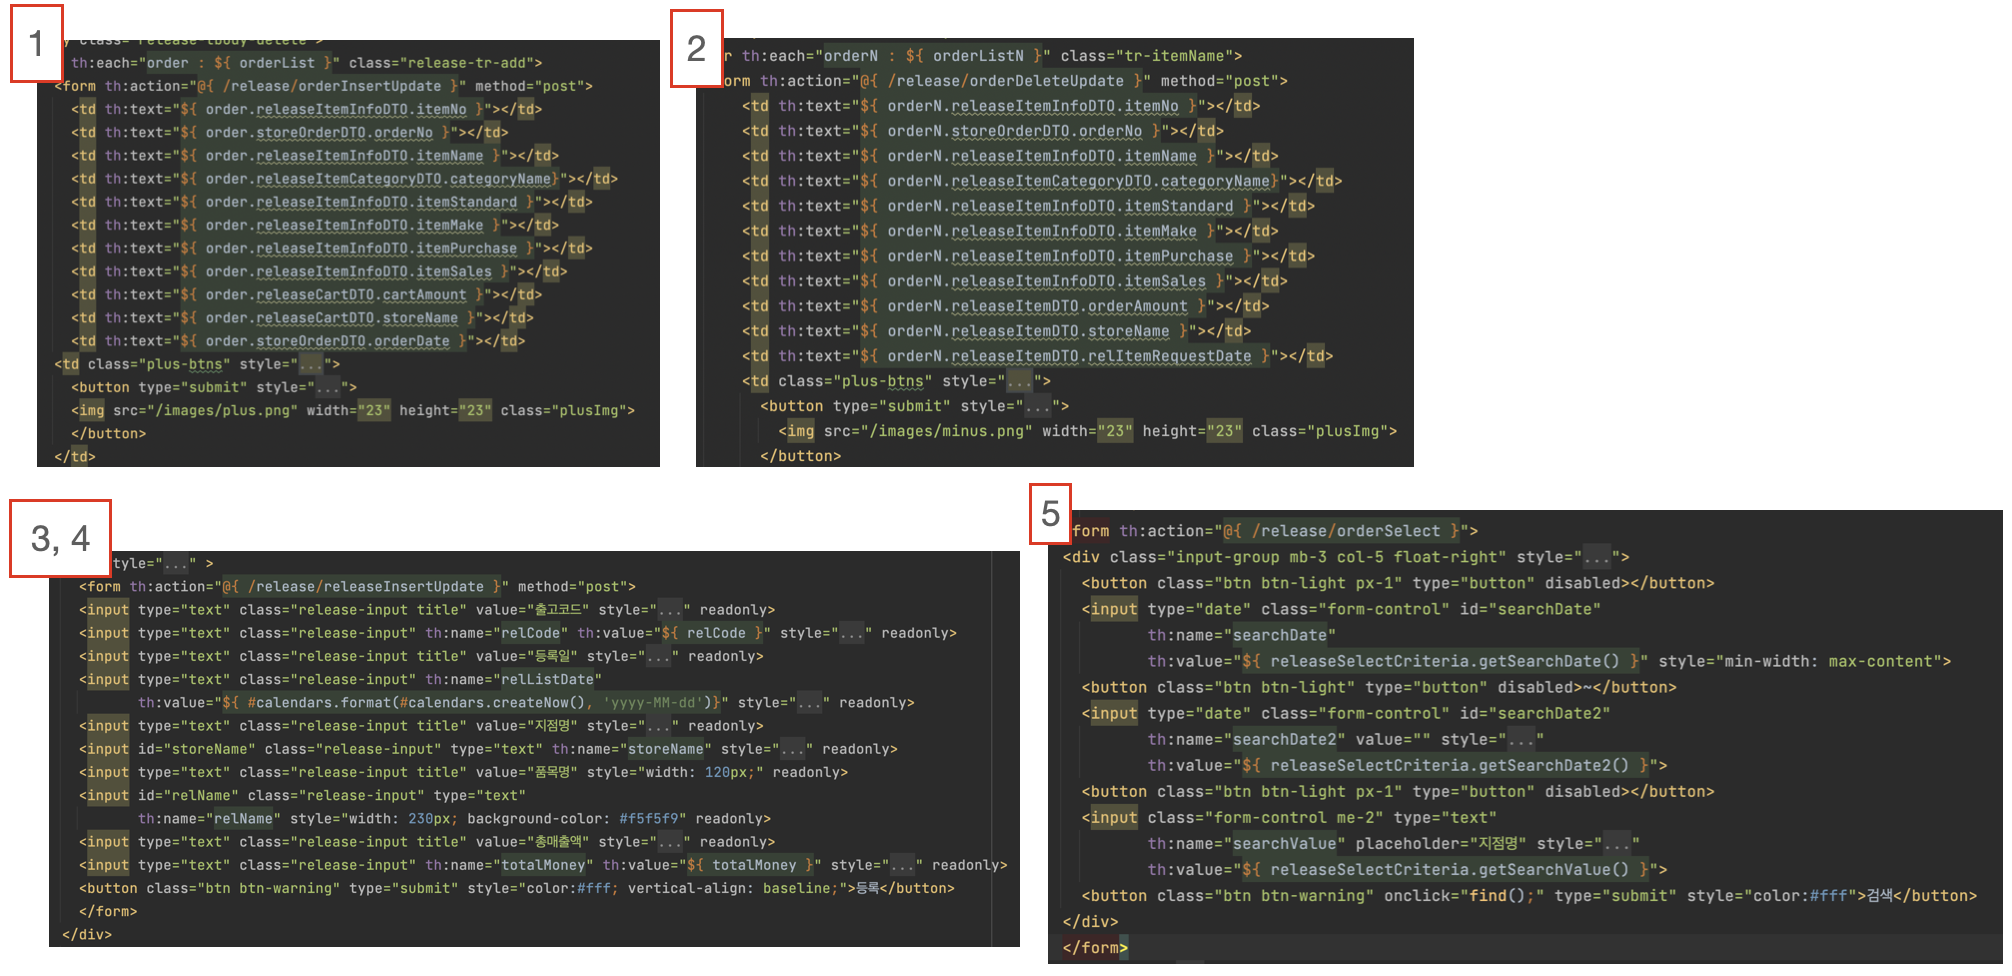 1
y class="release-tbody-delete">
th:each="order : ${ orderList }" class="release-tr-add">
<form th:action="@{ /release/orderInsertUpdate }" method="post">
<td th:text="${ order.releaseItemInfoDTO.itemNo }"></td>
<td th:text="${ order.storeOrderDTO.orderNo }"></td>
<td th:text="${ order.releaseItemInfoDTO.itemName }"></td>
<td th:text="${ order.releaseItemCategoryDTO.categoryName}"></td>
<td th:text="${ order.releaseItemInfoDTO.itemStandard }"></td>
<td th:text="${ order.releaseItemInfoDTO.itemMake }"></td>
<td th:text="${ order.releaseItemInfoDTO.itemPurchase }"></td>
<td th:text="${ order.releaseItemInfoDTO.itemSales }"></td>
<td th:text="${ order.releaseCartDTO.cartAmount }"></td>
<td th:text="${ order.releaseCartDTO.storeName }"></td>
<td th:text="${ order.storeOrderDTO.orderDate }"></td>
<td class="plus-btns" style="...">
<button type="submit" style="...">
<img src="/images/plus.png" width="23" height="23" class="plusImg">
</button>
</td>
2
r th:each="orderN : ${ orderListN }" class="tr-itemName">
orm th:action="@{ /release/orderDeleteUpdate }" method="post">
<td th:text="${ orderN.releaseItemInfoDTO.itemNo }"></td>
<td th:text="${ orderN.storeOrderDTO.orderNo }"></td>
<td th:text="${ orderN.releaseItemInfoDTO.itemName }"></td>
<td th:text="${ orderN.releaseItemCategoryDTO.categoryName}"></td>
<td th:text="${ orderN.releaseItemInfoDTO.itemStandard }"></td>
<td th:text="${ orderN.releaseItemInfoDTO.itemMake }"></td>
<td th:text="${ orderN.releaseItemInfoDTO.itemPurchase }"></td>
<td th:text="${ orderN.releaseItemInfoDTO.itemSales }"></td>
<td th:text="${ orderN.releaseItemDTO.orderAmount }"></td>
<td th:text="${ orderN.releaseItemDTO.storeName }"></td>
<td th:text="${ orderN.releaseItemDTO.relItemRequestDate }"></td>
<td class="plus-btns" style="...">
<button type="submit" style="...">
<img src="/images/minus.png" width="23" height="23" class="plusImg">
</button>
3, 4
tyle="..." >
<form th:action="@{ /release/releaseInsertUpdate }" method="post">
<input type="text" class="release-input title" value="출고코드" style="..." readonly>
<input type="text" class="release-input" th:name="relCode" th:value="${ relCode }" style="..." readonly>
<input type="text" class="release-input title" value="등록일" style="..." readonly>
<input type="text" class="release-input" th:name="relListDate"
th:value="${ #calendars.format(#calendars.createNow(), 'yyyy-MM-dd')}" style="..." readonly>
<input type="text" class="release-input title" value="지점명" style="..." readonly>
<input id="storeName" class="release-input" type="text" th:name="storeName" style="..." readonly>
<input type="text" class="release-input title" value="품목명" style="width: 120px;" readonly>
<input id="relName" class="release-input" type="text"
th:name="relName" style="width: 230px; background-color: #f5f5f9" readonly>
<input type="text" class="release-input title" value="총매출액" style="..." readonly>
<input type="text" class="release-input" th:name="totalMoney" th:value="${ totalMoney }" style="..." readonly>
<button class="btn btn-warning" type="submit" style="color:#fff; vertical-align: baseline;">등록</button>
</form>
</div>
5
form th:action="@{ /release/orderSelect }">
<div class="input-group mb-3 col-5 float-right" style="...">
<button class="btn btn-light px-1" type="button" disabled></button>
<input type="date" class="form-control" id="searchDate"
th:name="searchDate"
th:value="${ releaseSelectCriteria.getSearchDate() }" style="min-width: max-content">
<button class="btn btn-light" type="button" disabled>~</button>
<input type="date" class="form-control" id="searchDate2"
th:name="searchDate2" value="" style="..."
th:value="${ releaseSelectCriteria.getSearchDate2() }">
<button class="btn btn-light px-1" type="button" disabled></button>
<input class="form-control me-2" type="text"
th:name="searchValue" placeholder="지점명" style="..."
th:value="${ releaseSelectCriteria.getSearchValue() }">
<button class="btn btn-warning" onclick="find();" type="submit" style="color:#fff">검색</button>
</div>
</form>